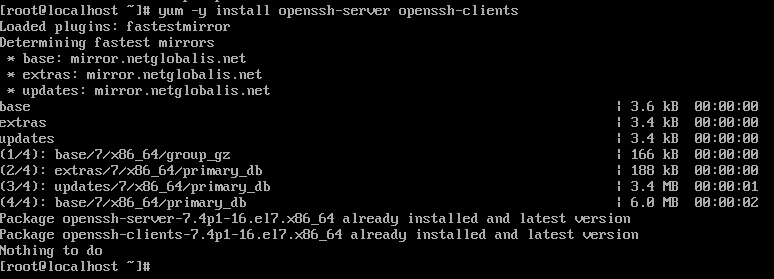 [root@localhost ~]# yum -y install openssh-server openssh-clients
Loaded plugins: fastestmirror
Determining fastest mirrors
 * base: mirror.netglobalis.net
 * extras: mirror.netglobalis.net
 * updates: mirror.netglobalis.net
base | 3.6 kB 00:00:00
extras | 3.4 kB 00:00:00
updates | 3.4 kB 00:00:00
(1/4): base/7/x86_64/group_gz | 166 kB 00:00:00
(2/4): extras/7/x86_64/primary_db | 188 kB 00:00:00
(3/4): updates/7/x86_64/primary_db | 3.4 MB 00:00:01
(4/4): base/7/x86_64/primary_db | 6.0 MB 00:00:02
Package openssh-server-7.4p1-16.el7.x86_64 already installed and latest version
Package openssh-clients-7.4p1-16.el7.x86_64 already installed and latest version
Nothing to do
[root@localhost ~]#